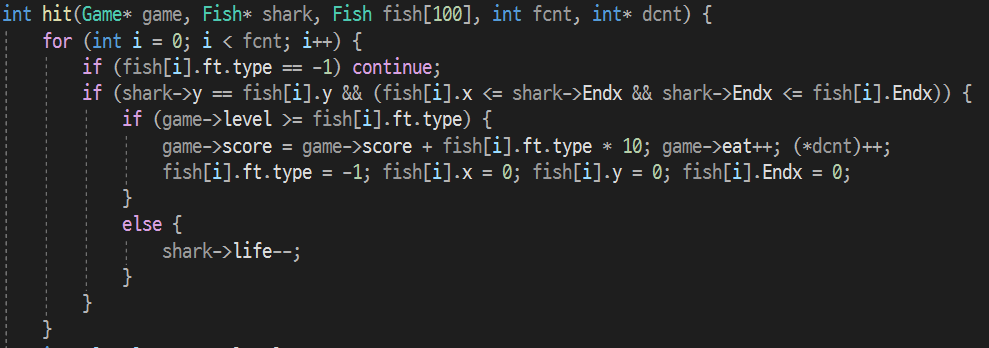 int hit(Game* game, Fish* shark, Fish fish[100], int fcnt, int* dcnt) {
for (int i = 0; i < fcnt; i++) {
if (fish[i].ft.type == -1) continue;
if (shark->y == fish[i].y && (fish[i].x <= shark->Endx && shark->Endx <= fish[i].Endx)) {
if (game->level >= fish[i].ft.type) {
game->score = game->score + fish[i].ft.type * 10; game->eat++; (*dcnt)++;
fish[i].ft.type = -1; fish[i].x = 0; fish[i].y = 0; fish[i].Endx = 0;
}
else {
shark->life--;
}
}
}